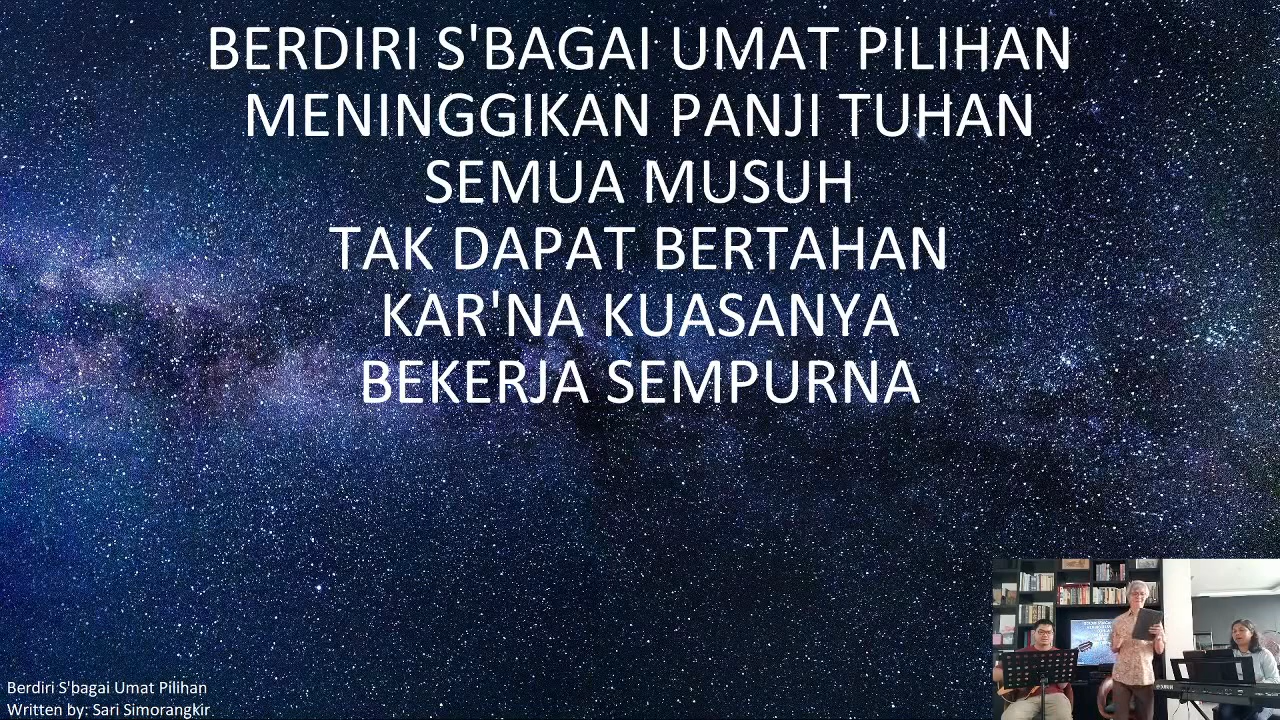 BERDIRI S'BAGAI UMAT PILIHAN
MENINGGIKAN PANJI TUHAN
SEMUA MUSUH
TAK DAPAT BERTAHAN
KAR'NA KUASANYA
BEKERJA SEMPURNA
Berdiri S'bagai Umat Pilihan
Written by: Sari Simorangkir